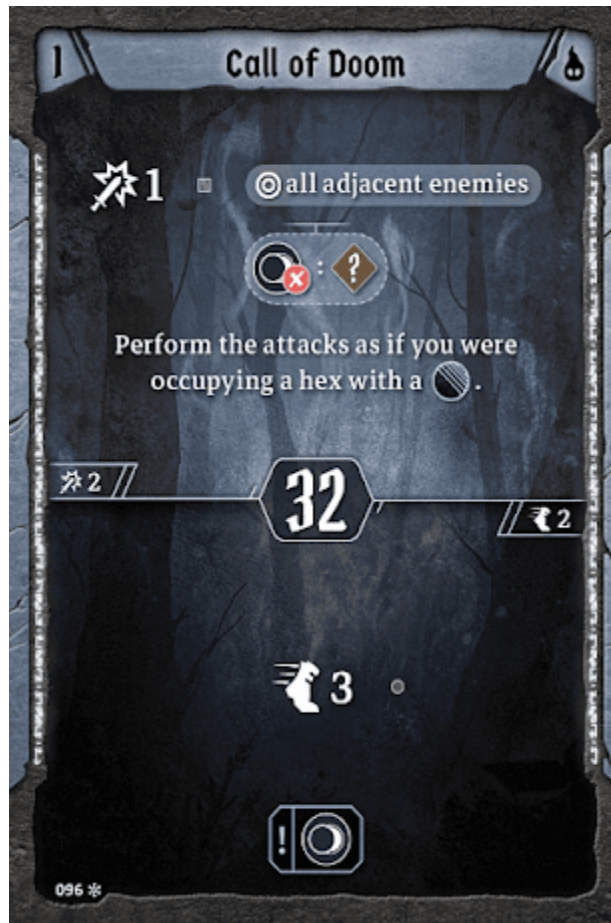 1 Call of Doom
1 all adjacent enemies
: ?
Perform the attacks as if you were
occupying a hex with a .
2
32
2
3
!
096